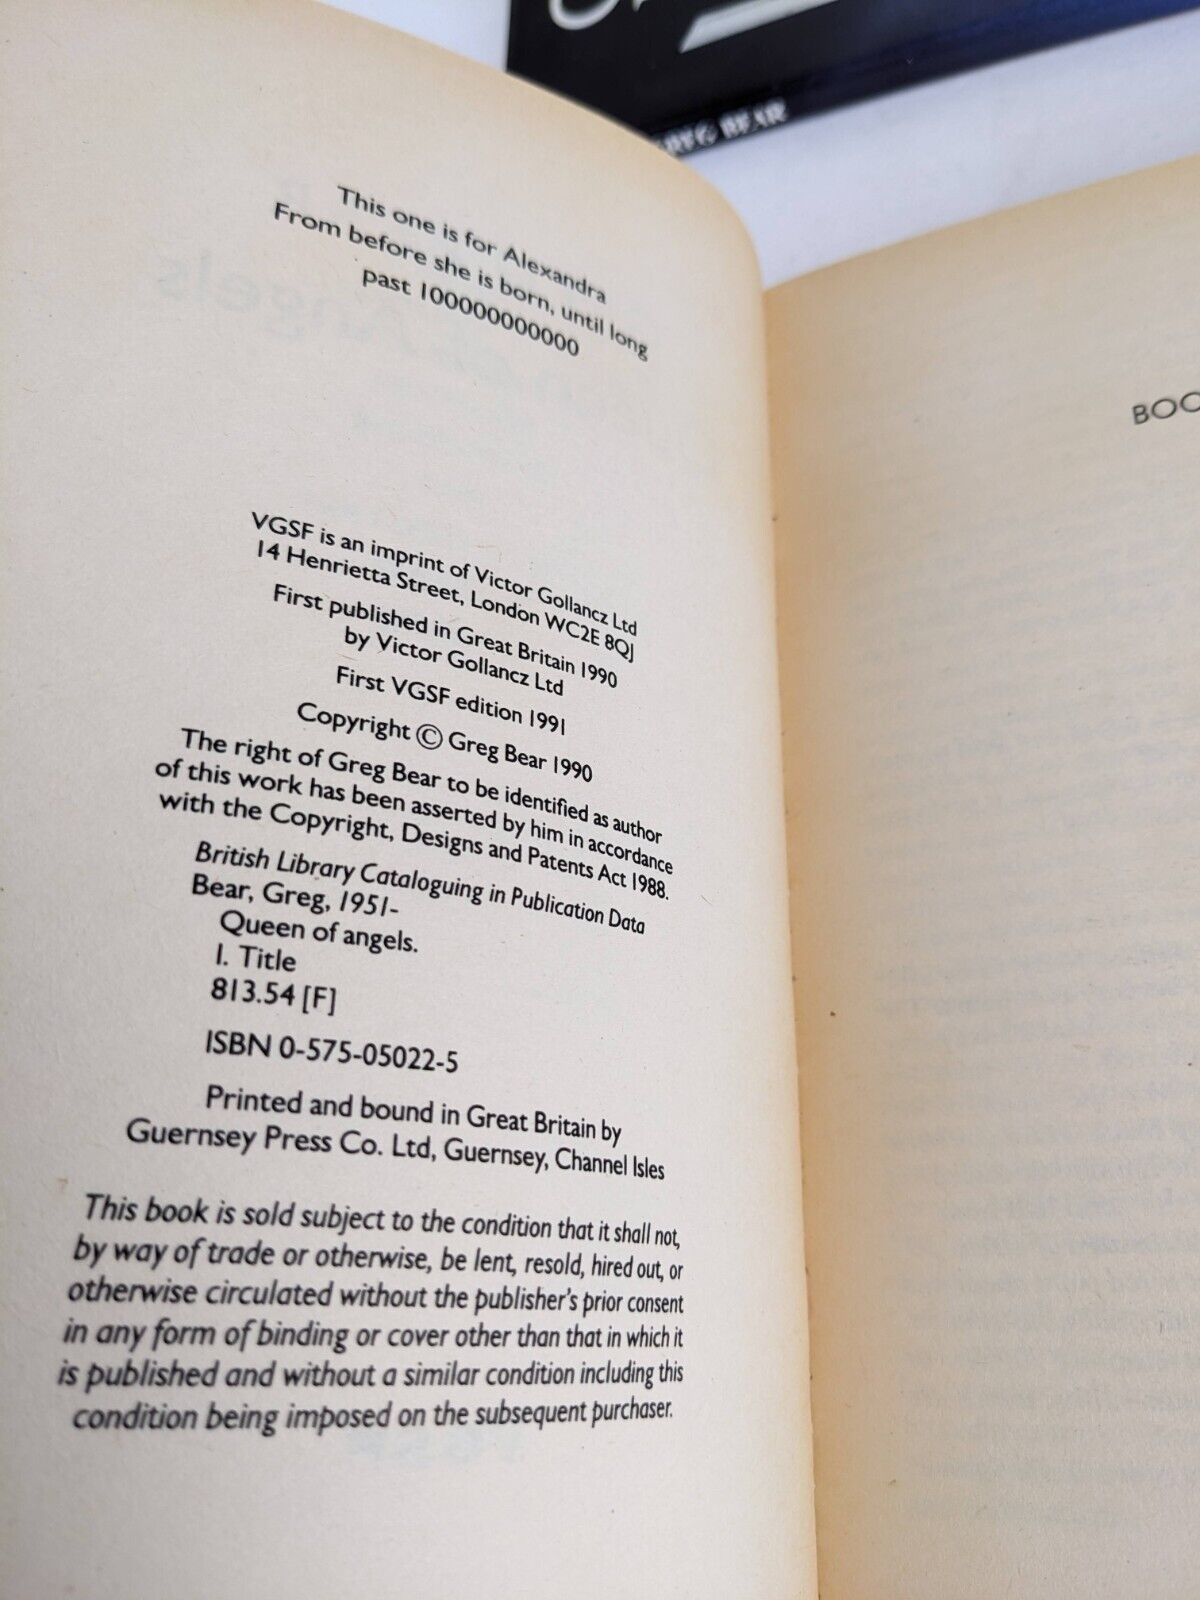 GREG BEAR
This one is for Alexandra
From before she is born, until long
past 100000000000
VGSF is an imprint of Victor Gollancz Ltd
14 Henrietta Street, London WC2E 8QJ
First published in Great Britain 1990
by Victor Gollancz Ltd
First VGSF edition 1991
Copyright © Greg Bear 1990
The right of Greg Bear to be identified as author
of this work has been asserted by him in accordance
with the Copyright, Designs and Patents Act 1988.
British Library Cataloguing in Publication Data
Bear, Greg, 1951-
Queen of angels.
I. Title
813.54 [F]
ISBN 0-575-05022-5
Printed and bound in Great Britain by
Guernsey Press Co. Ltd, Guernsey, Channel Isles
This book is sold subject to the condition that it shall not,
by way of trade or otherwise, be lent, resold, hired out, or
otherwise circulated without the publisher's prior consent
in any form of binding or cover other than that in which it
is published and without a similar condition including this
condition being imposed on the subsequent purchaser.
BOO